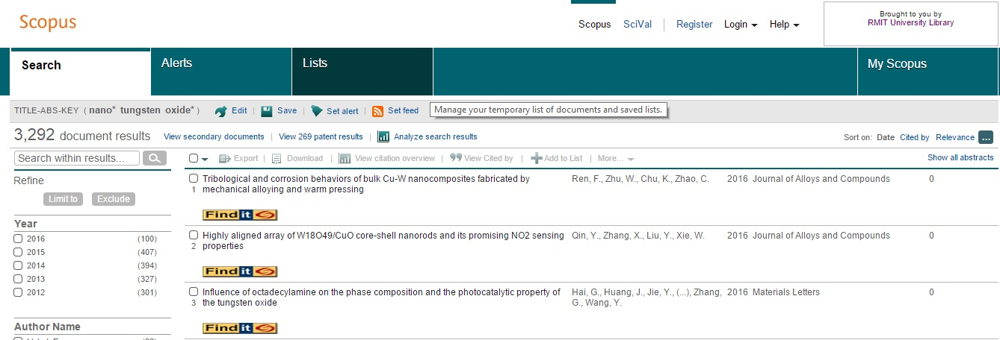 Scopus
Scopus SciVal Register Login Help
Brought to you by
RMIT University Library
Search Alerts Lists My Scopus
TITLE-ABS-KEY ( nano* tungsten oxide* ) Edit Save Set alert Set feed Manage your temporary list of documents and saved lists.
3,292 document results View secondary documents View 269 patent results Analyze search results Sort on: Date Cited by Relevance ...
Search within results... Export Download View citation overview View Cited by Add to List More... Show all abstracts
Refine
Limit to Exclude
Year
2016 (100)
2015 (407)
2014 (394)
2013 (327)
2012 (301)
Author Name
1 Tribological and corrosion behaviors of bulk Cu-W nanocomposites fabricated by Ren, F., Zhu, W., Chu, K., Zhao, C. 2016 Journal of Alloys and Compounds 0
mechanical alloying and warm pressing
Find it
2 Highly aligned array of W18O49/CuO core-shell nanorods and its promising NO2 sensing Qin, Y., Zhang, X., Liu, Y., Xie, W. 2016 Journal of Alloys and Compounds 0
properties
Find it
3 Influence of octadecylamine on the phase composition and the photocatalytic property of Hai, G., Huang, J., Jie, Y., (...), Zhang, 2016 Materials Letters 0
the tungsten oxide G., Wang, Y.
Find it